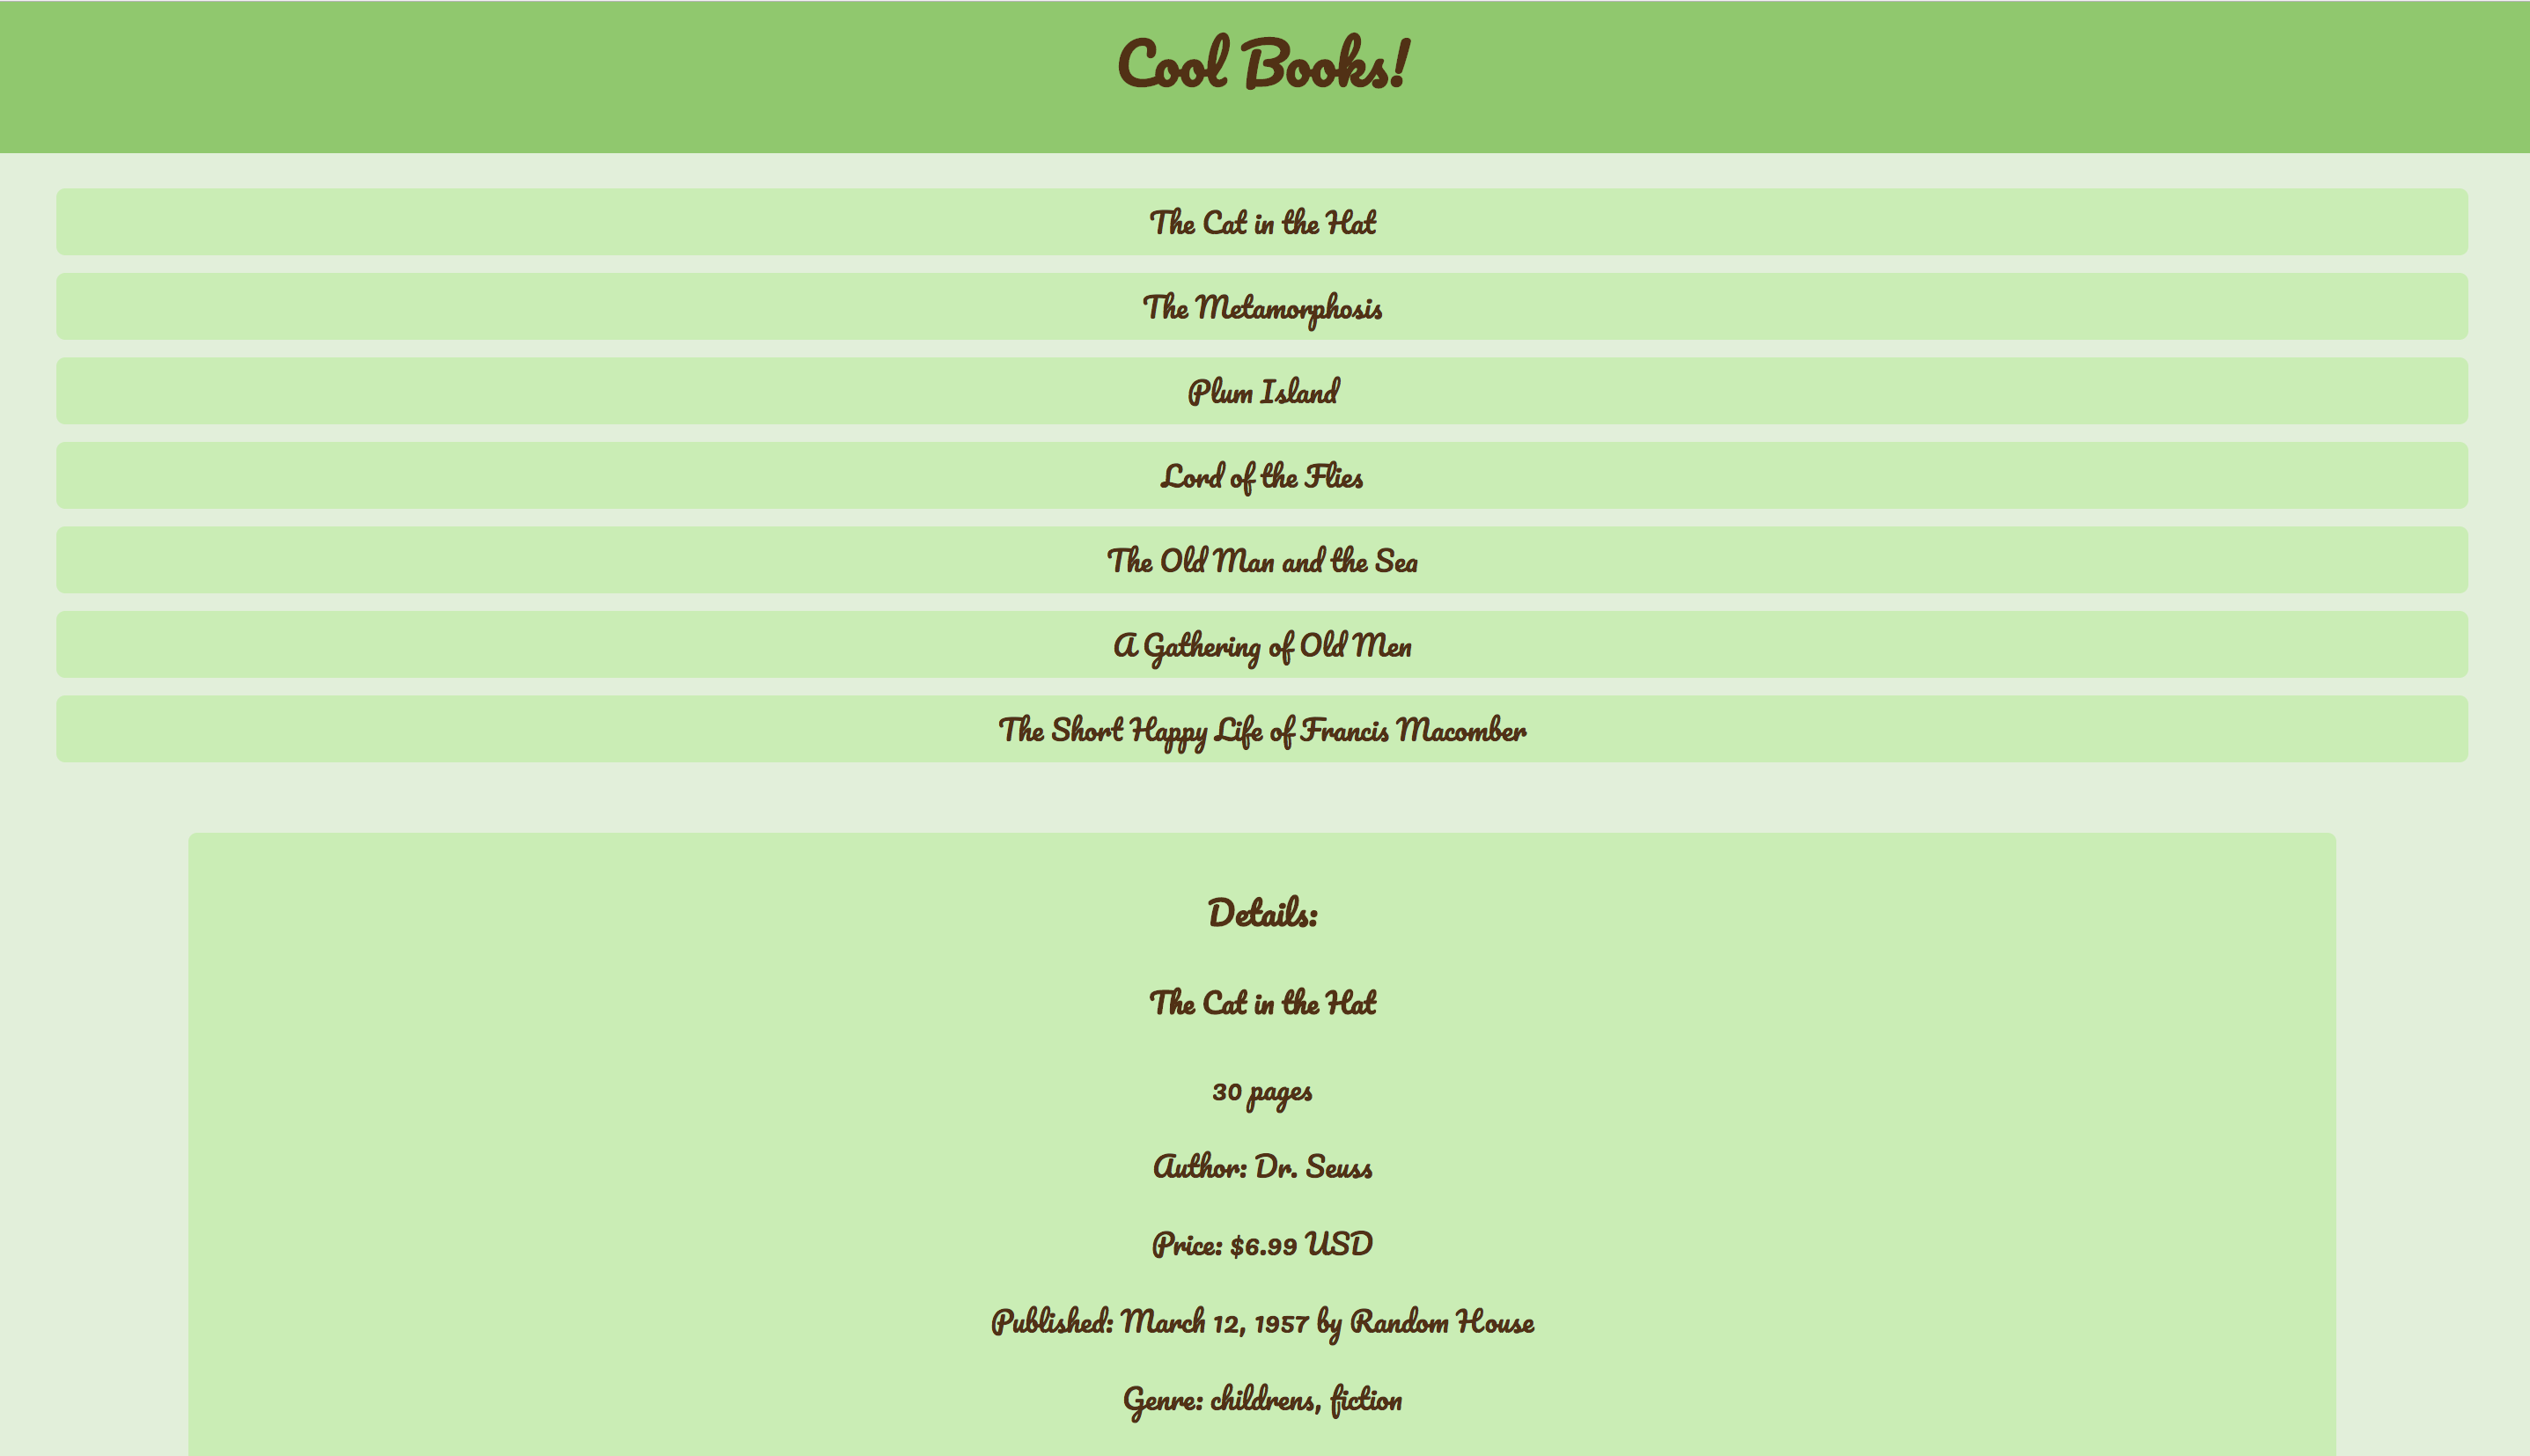 Cool Books!
The Cat in the Hat
The Metamorphosis
Plum Island
Lord of the Flies
The Old Man and the Sea
A Gathering of Old Men
The Short Happy Life of Francis Macomber
Details:
The Cat in the Hat
30 pages
Author: Dr. Seuss
Price: $6.99 USD
Published: March 12, 1957 by Random House
Genre: childrens, fiction